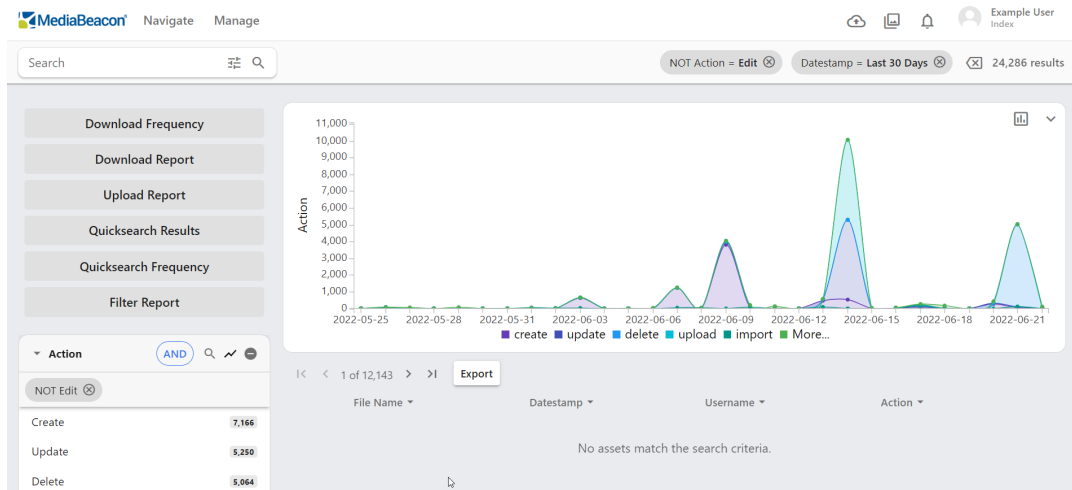 MediaBeacon® Navigate Manage
Example User
Index
Search
NOT Action = Edit Datestamp = Last 30 Days 24,286 results
Download Frequency
Download Report
Upload Report
Quicksearch Results
Quicksearch Frequency
Filter Report
Action AND
NOT Edit
Create 7,166
Update 5,250
Delete 5,064
Action
11,000
10,000
9,000
8,000
7,000
6,000
5,000
4,000
3,000
2,000
1,000
0
2022-05-25 2022-05-28 2022-05-31 2022-06-03 2022-06-06 2022-06-09 2022-06-12 2022-06-15 2022-06-18 2022-06-21
create update delete upload import More...
1 of 12,143 Export
File Name Datestamp Username Action
No assets match the search criteria.